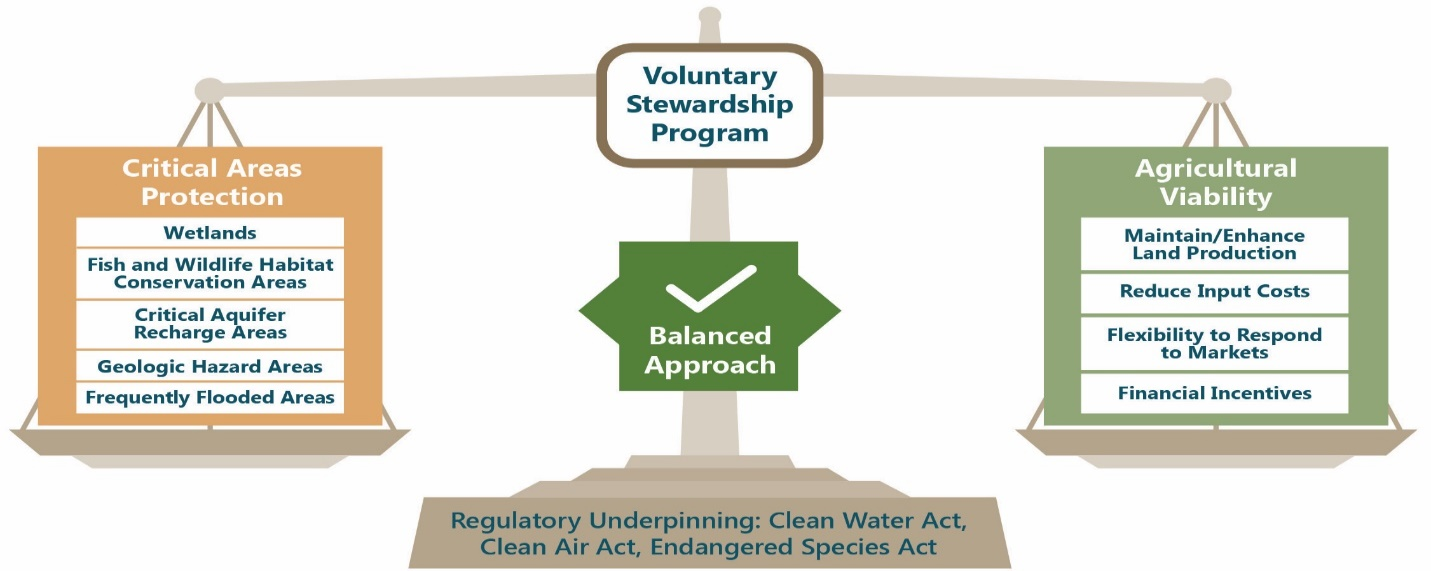 Voluntary
Stewardship
Program
Critical Areas
Protection
Wetlands
Fish and Wildlife Habitat
Conservation Areas
Critical Aquifer
Recharge Areas
Geologic Hazard Areas
Frequently Flooded Areas
Balanced
Approach
Agricultural
Viability
Maintain/Enhance
Land Production
Reduce Input Costs
Flexibility to Respond
to Markets
Financial Incentives
Regulatory Underpinning: Clean Water Act,
Clean Air Act, Endangered Species Act